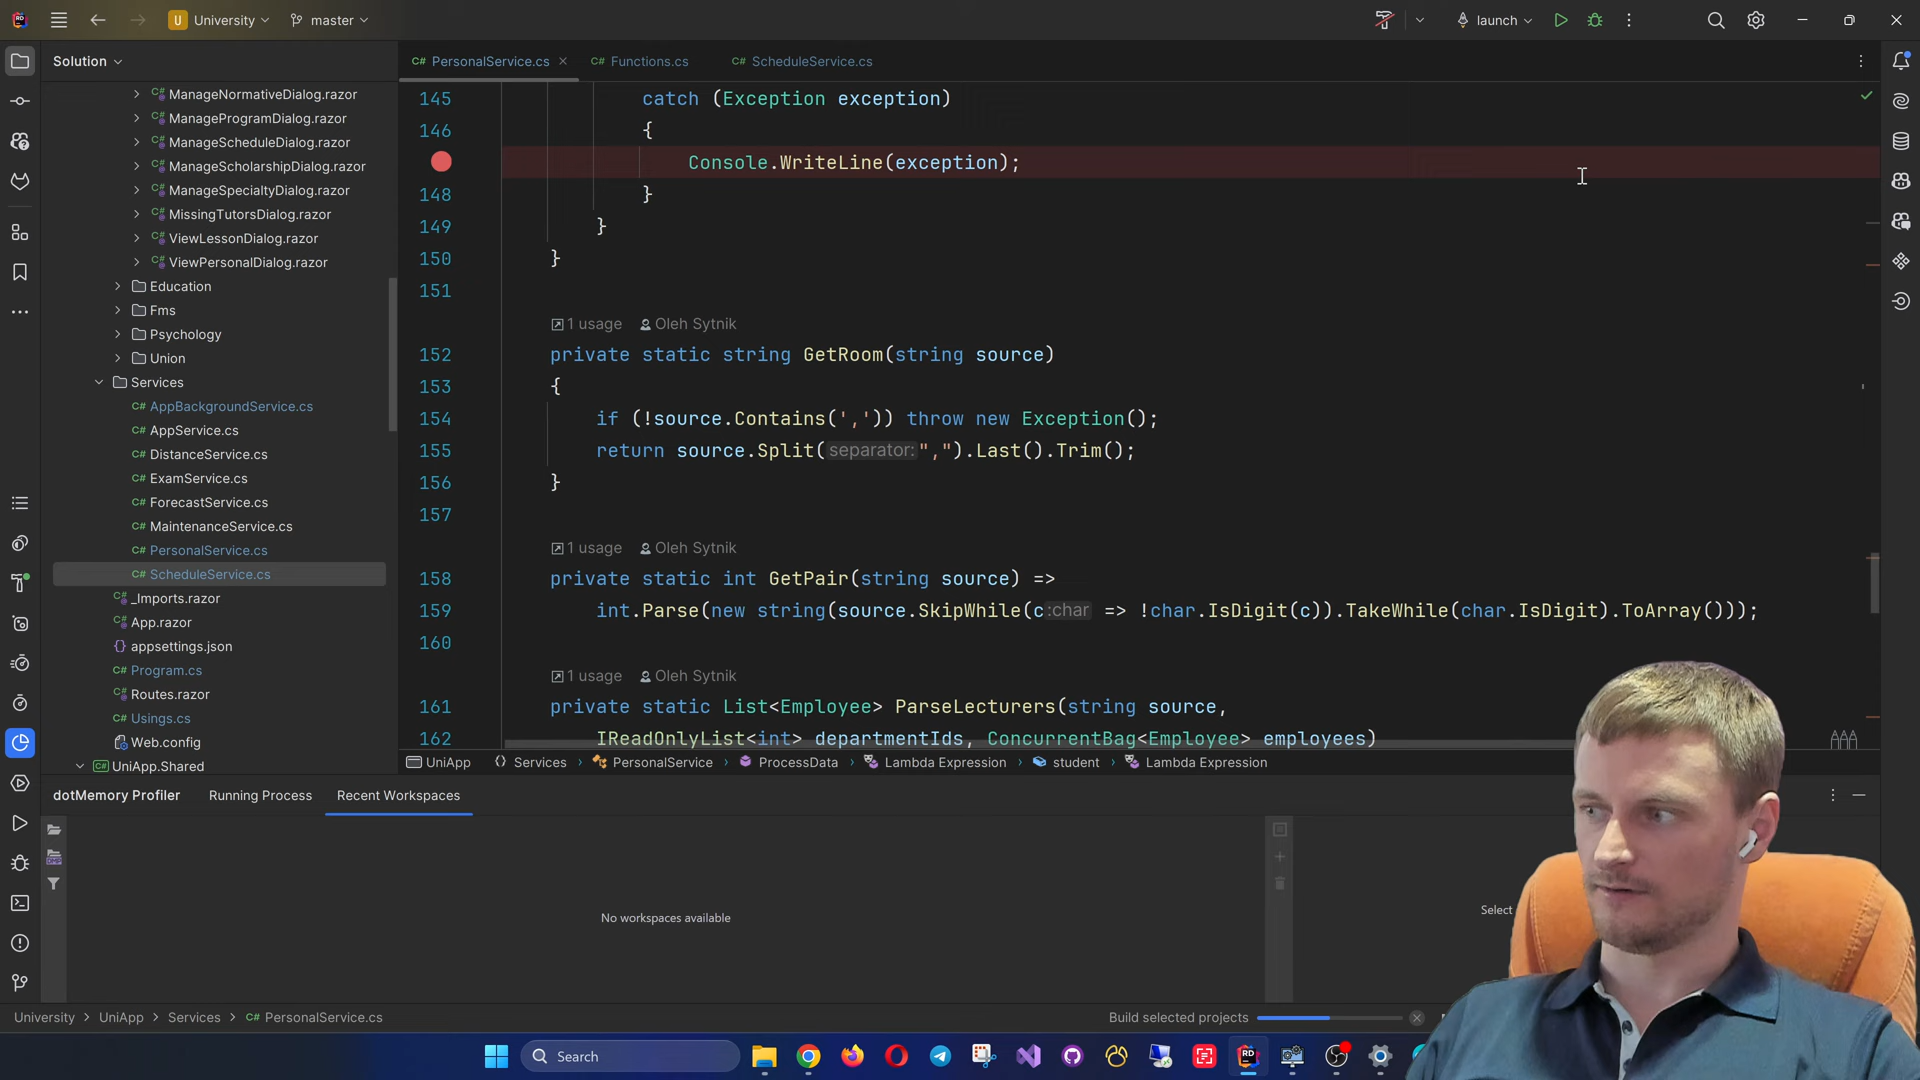 U University master launch
Solution
PersonalService.cs Functions.cs ScheduleService.cs
ManageNormativeDialog.razor
ManageProgramDialog.razor
ManageScheduleDialog.razor
ManageScholarshipDialog.razor
ManageSpecialtyDialog.razor
MissingTutorsDialog.razor
ViewLessonDialog.razor
ViewPersonalDialog.razor
Education
Fms
Psychology
Union
Services
AppBackgroundService.cs
AppService.cs
DistanceService.cs
ExamService.cs
ForecastService.cs
MaintenanceService.cs
PersonalService.cs
ScheduleService.cs
_Imports.razor
App.razor
appsettings.json
Program.cs
Routes.razor
Usings.cs
Web.config
UniApp.Shared
145 catch (Exception exception)
146 {
Console.WriteLine(exception);
148 }
149 }
150 }
151
1 usage Oleh Sytnik
152 private static string GetRoom(string source)
153 {
154 if (!source.Contains(',')) throw new Exception();
155 return source.Split(separator:",").Last().Trim();
156 }
157
1 usage Oleh Sytnik
158 private static int GetPair(string source) =>
159 int.Parse(new string(source.SkipWhile(c:char => !char.IsDigit(c)).TakeWhile(char.IsDigit).ToArray()));
160
1 usage Oleh Sytnik
161 private static List<Employee> ParseLecturers(string source,
162 IReadOnlyList<int> departmentIds, ConcurrentBag<Employee> employees)
UniApp Services PersonalService ProcessData Lambda Expression student Lambda Expression
dotMemory Profiler Running Process Recent Workspaces
No workspaces available
Select
University UniApp Services PersonalService.cs
Build selected projects
Search